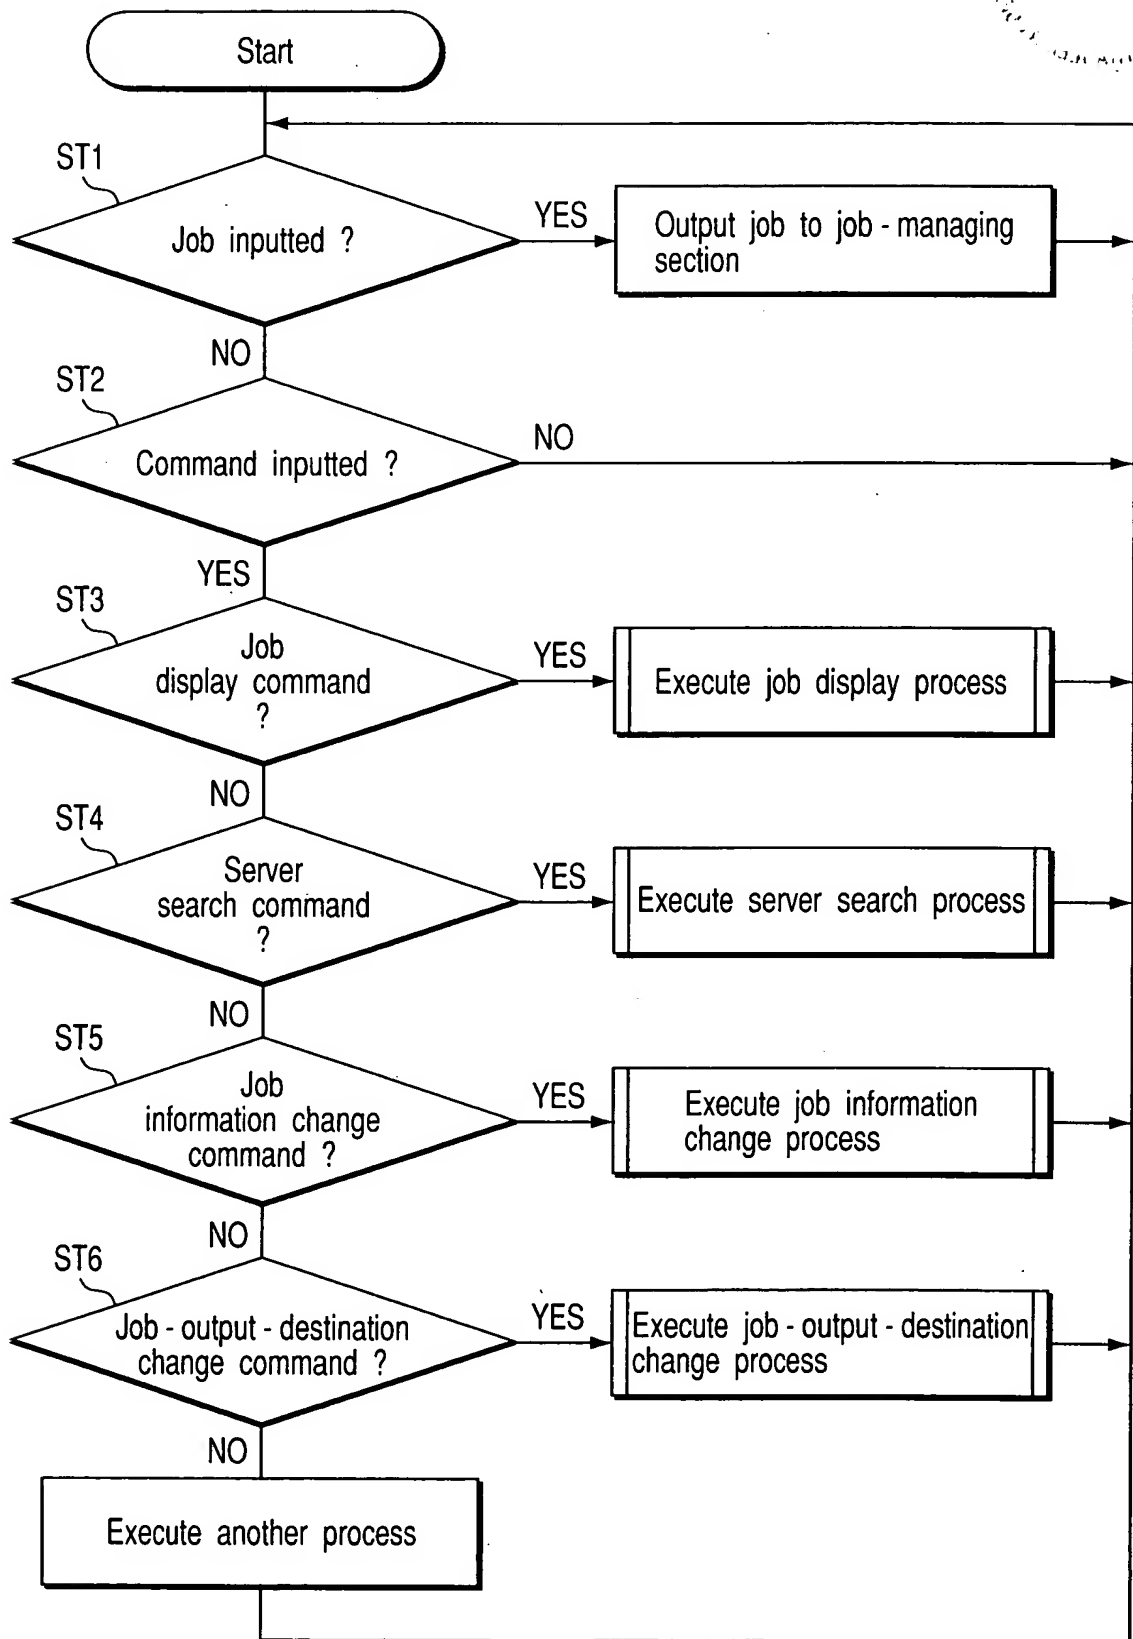 Start
ST1
Job inputted ?
YES
Output job to job - managing
section
NO
ST2
Command inputted ?
NO
YES
ST3
Job
display command
?
YES
Execute job display process
NO
ST4
Server
search command
?
YES
Execute server search process
NO
ST5
Job
information change
command ?
YES
Execute job information
change process
NO
ST6
Job - output - destination
change command ?
YES
Execute job - output - destination
change process
NO
Execute another process